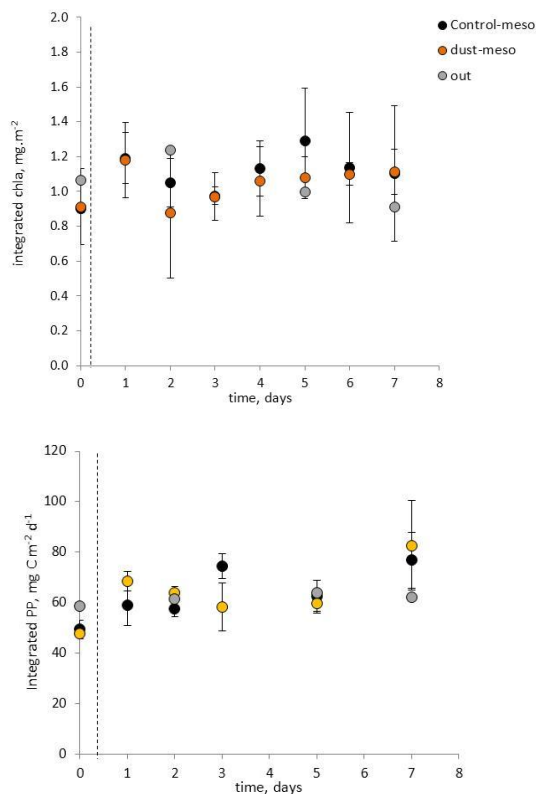 Control-meso
dust-meso
out
integrated chla, mg.m-2
2.0
1.8
1.6
1.4
1.2
1.0
0.8
0.6
0.4
0.2
0.0
0 1 2 3 4 5 6 7 8
time, days
Integrated PP, mg C m-2 d-1
120
100
80
60
40
20
0
0 1 2 3 4 5 6 7 8
time, days